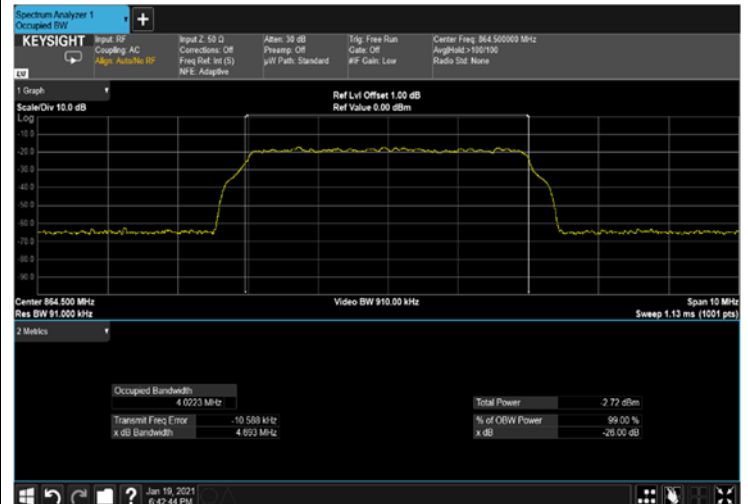 Spectrum Analyzer 1
Occupied BW
+
KEYSIGHT
Input: RF
Coupling: AC
Align: Auto/No RF
Input Z: 50 Ω
Corrections: Off
Freq Ref: Int (S)
NFE: Adaptive
Atten: 30 dB
Preamp: Off
µW Path: Standard
Trig: Free Run
Gate: Off
#IF Gain: Low
Center Freq: 864.500000 MHz
Avg|Hold:>100/100
Radio Std: None
1 Graph
Scale/Div 10.0 dB
Ref Lvl Offset 1.00 dB
Ref Value 0.00 dBm
Log
-10.0
-20.0
-30.0
-40.0
-50.0
-60.0
-70.0
-80.0
-90.0
Center 864.500 MHz
Res BW 91.000 kHz
Video BW 910.00 kHz
Span 10 MHz
Sweep 1.13 ms (1001 pts)
2 Metrics
Occupied Bandwidth
4.0223 MHz
Transmit Freq Error -10.588 kHz
x dB Bandwidth 4.693 MHz
Total Power -2.72 dBm
% of OBW Power 99.00 %
x dB -26.00 dB
?
Jan 19, 2021
6:42:44 PM